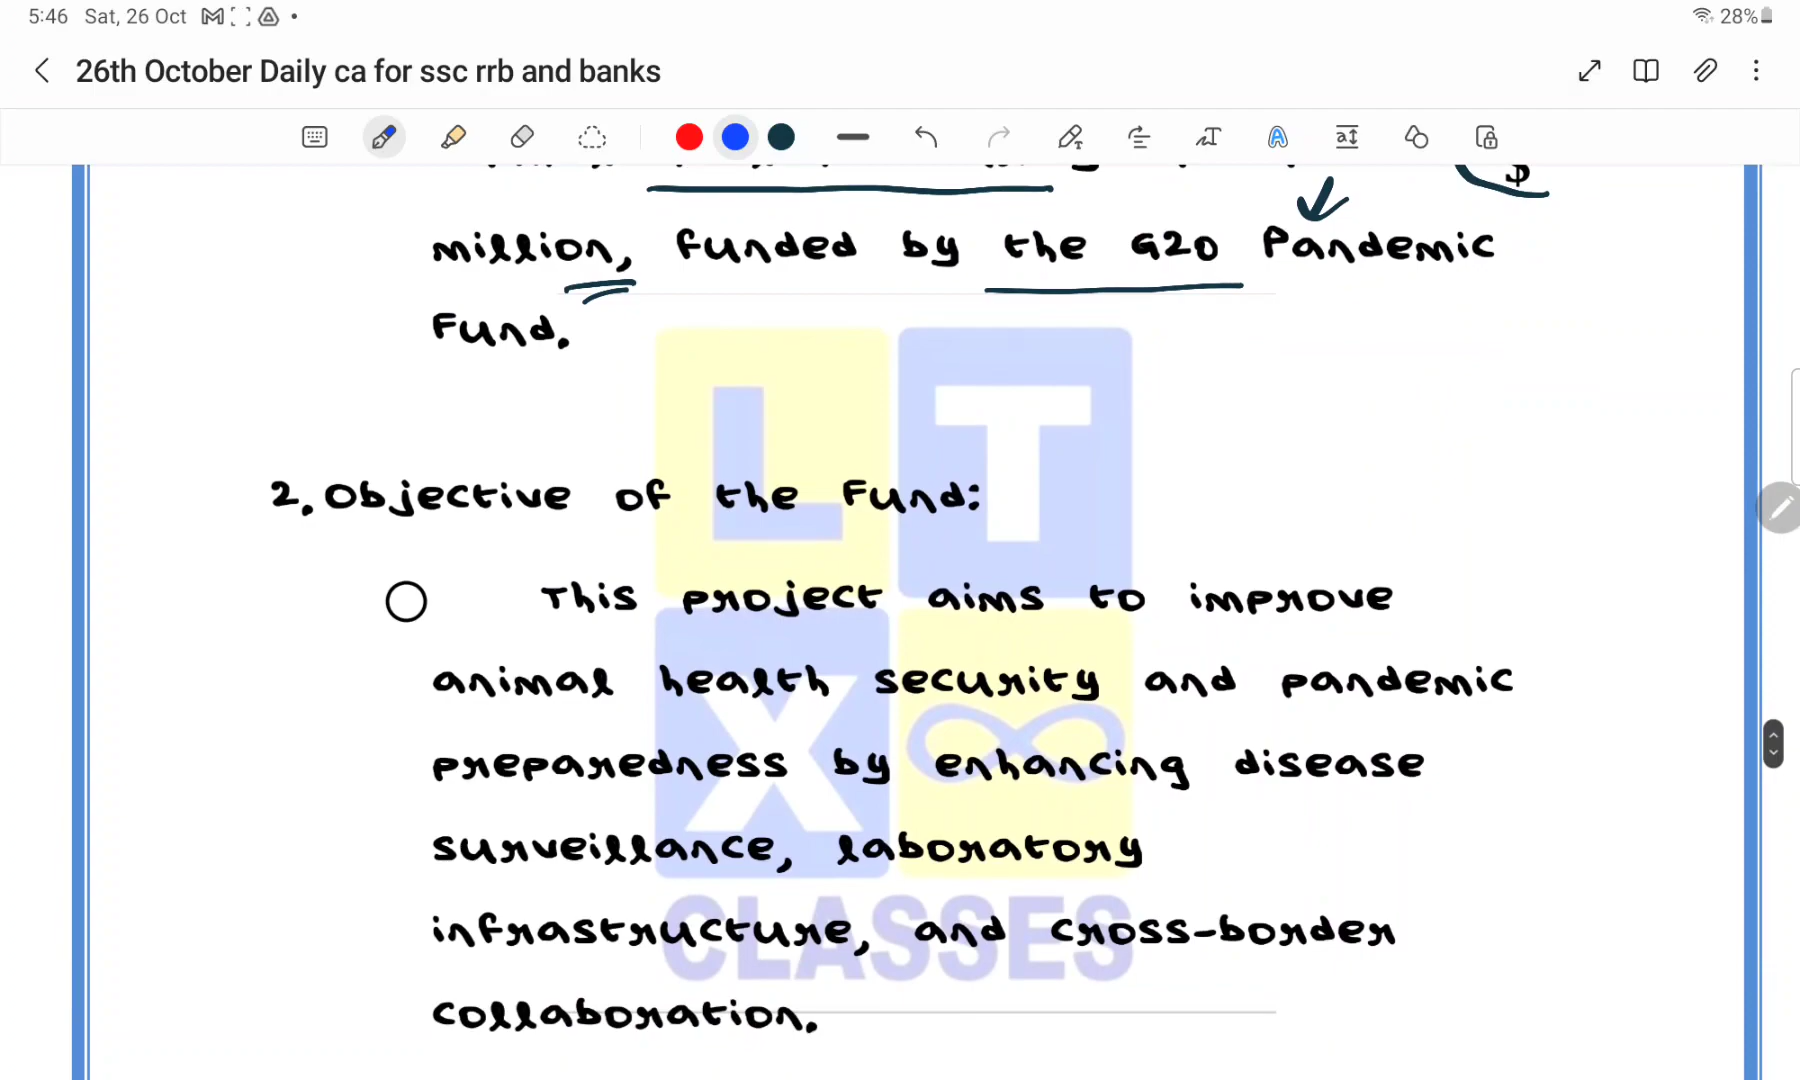 5:46 Sat, 26 Oct
28%
26th October Daily ca for ssc rrb and banks
$
million, funded by the G20 Pandemic
Fund.
2. Objective of the Fund:
This project aims to improve
animal health security and pandemic
preparedness by enhancing disease
surveillance, laboratory
infrastructure, and cross-border
collaboration.
L T
X
CLASSES